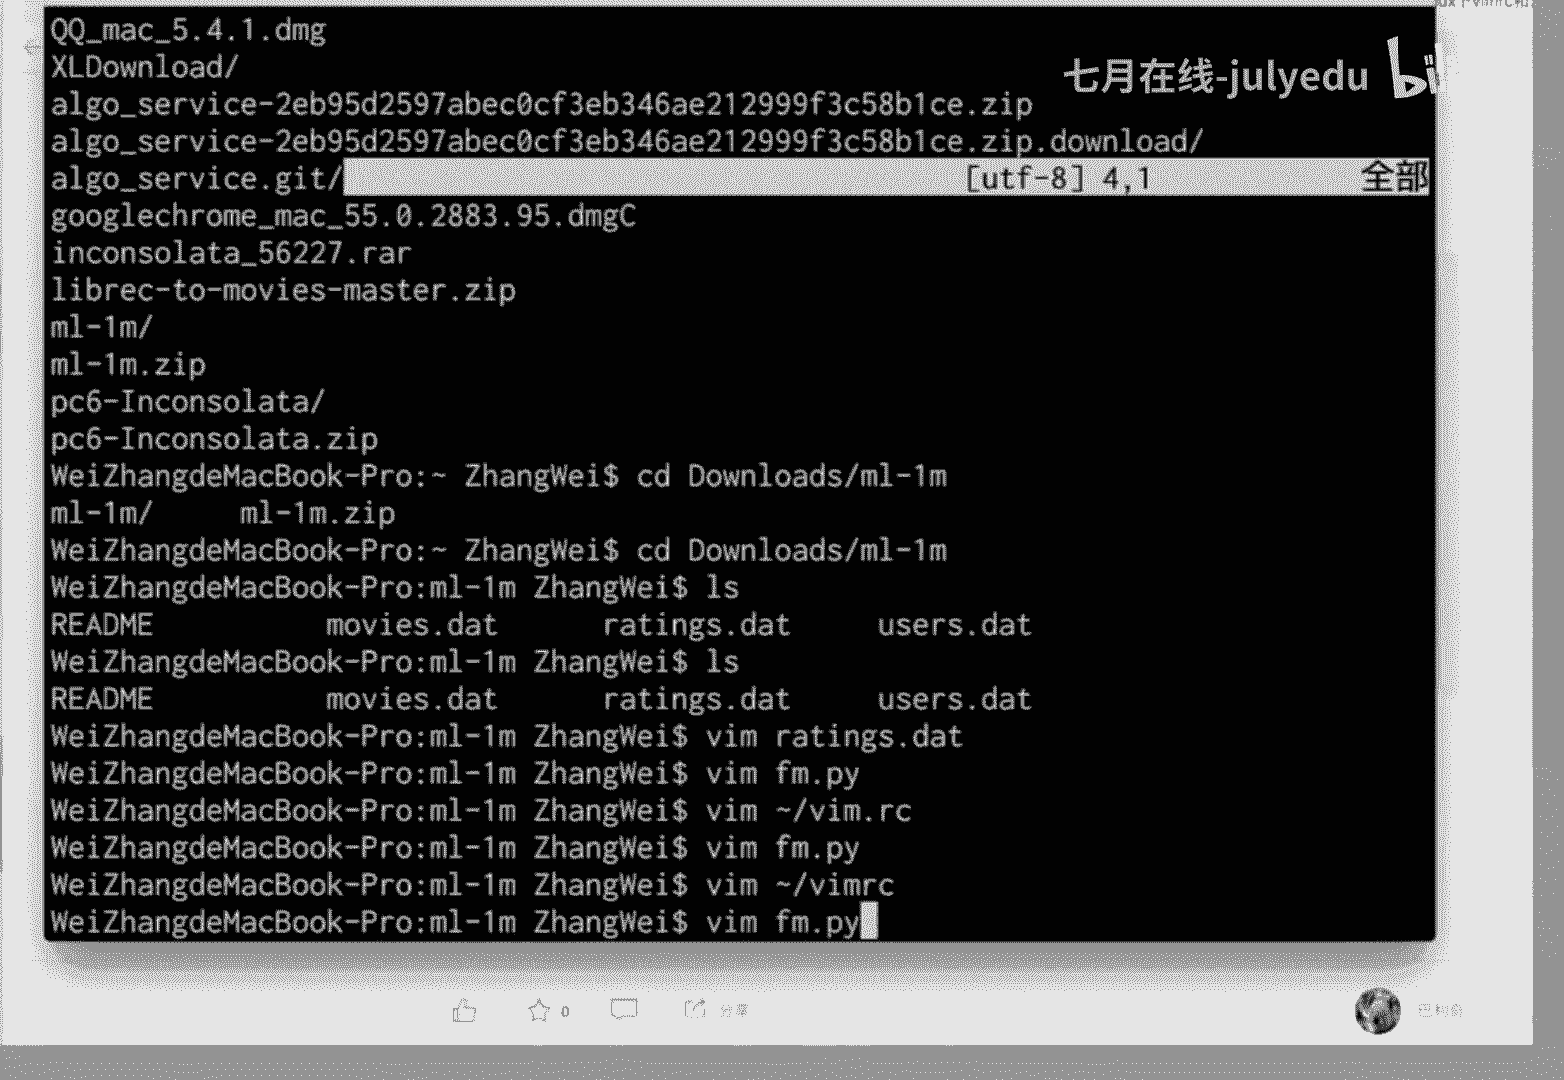 QQ_mac_5.4.1.dmg
XLDownload/
七月在线-julyedu
algo_service-2eb95d2597abec0cf3eb346ae212999f3c58b1ce.zip
algo_service-2eb95d2597abec0cf3eb346ae212999f3c58b1ce.zip.download/
algo_service.git/ [utf-8] 4,1 全部
googlechrome_mac_55.0.2883.95.dmgC
inconsolata_56227.rar
librec-to-movies-master.zip
ml-1m/
ml-1m.zip
pc6-Inconsolata/
pc6-Inconsolata.zip
WeiZhangdeMacBook-Pro:~ ZhangWei$ cd Downloads/ml-1m
ml-1m/ ml-1m.zip
WeiZhangdeMacBook-Pro:~ ZhangWei$ cd Downloads/ml-1m
WeiZhangdeMacBook-Pro:ml-1m ZhangWei$ ls
README movies.dat ratings.dat users.dat
WeiZhangdeMacBook-Pro:ml-1m ZhangWei$ ls
README movies.dat ratings.dat users.dat
WeiZhangdeMacBook-Pro:ml-1m ZhangWei$ vim ratings.dat
WeiZhangdeMacBook-Pro:ml-1m ZhangWei$ vim fm.py
WeiZhangdeMacBook-Pro:ml-1m ZhangWei$ vim ~/vim.rc
WeiZhangdeMacBook-Pro:ml-1m ZhangWei$ vim fm.py
WeiZhangdeMacBook-Pro:ml-1m ZhangWei$ vim ~/vimrc
WeiZhangdeMacBook-Pro:ml-1m ZhangWei$ vim fm.py
0 分享